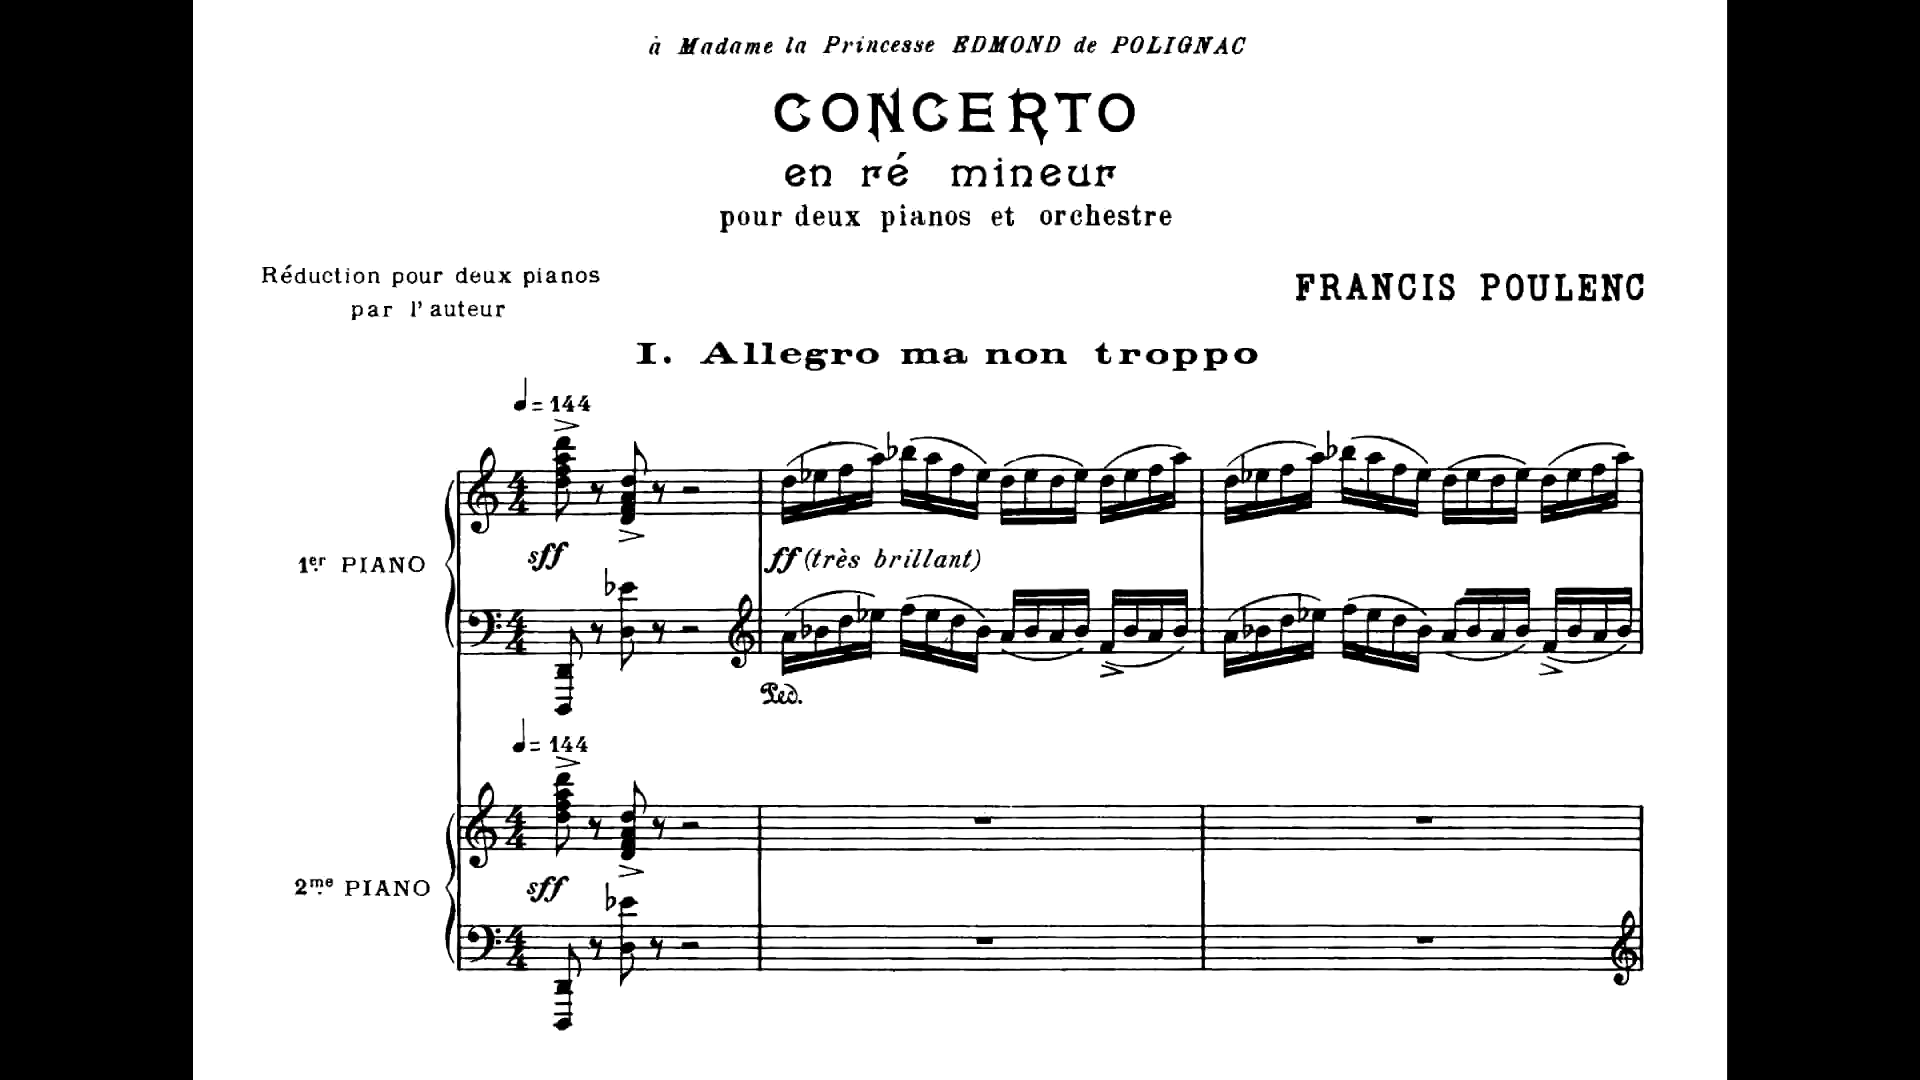 à Madame la Princesse EDMOND de POLIGNAC
CONCERTO
en ré mineur
pour deux pianos et orchestre
Réduction pour deux pianos
par l'auteur
FRANCIS POULENC
I. Allegro ma non troppo
♩ = 144
sff
ff (très brillant)
1er PIANO
Ped.
♩ = 144
sff
2me PIANO